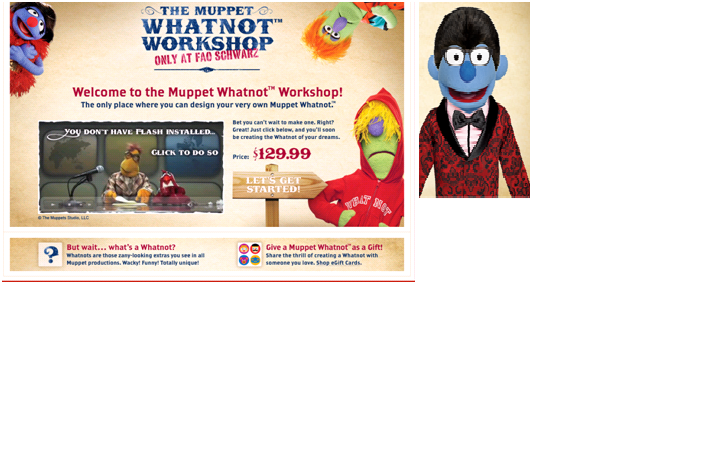 THE MUPPET
WHATNOT™
WORKSHOP
ONLY AT FAO SCHWARZ
Welcome to the Muppet Whatnot™ Workshop!
The only place where you can design your very own Muppet Whatnot.™
YOU DON'T HAVE FLASH INSTALLED...
CLICK TO DO SO
© The Muppets Studio, LLC
Bet you can't wait to make one. Right?
Great! Just click below, and you'll soon
be creating the Whatnot of your dreams.
Price: $129.99
LET'S GET
STARTED!
WHAT NOT
?
But wait... what's a Whatnot?
Whatnots are those zany-looking extras you see in all
Muppet productions. Wacky! Funny! Totally unique!
Give a Muppet Whatnot™ as a Gift!
Share the thrill of creating a Whatnot with
someone you love. Shop eGift Cards.